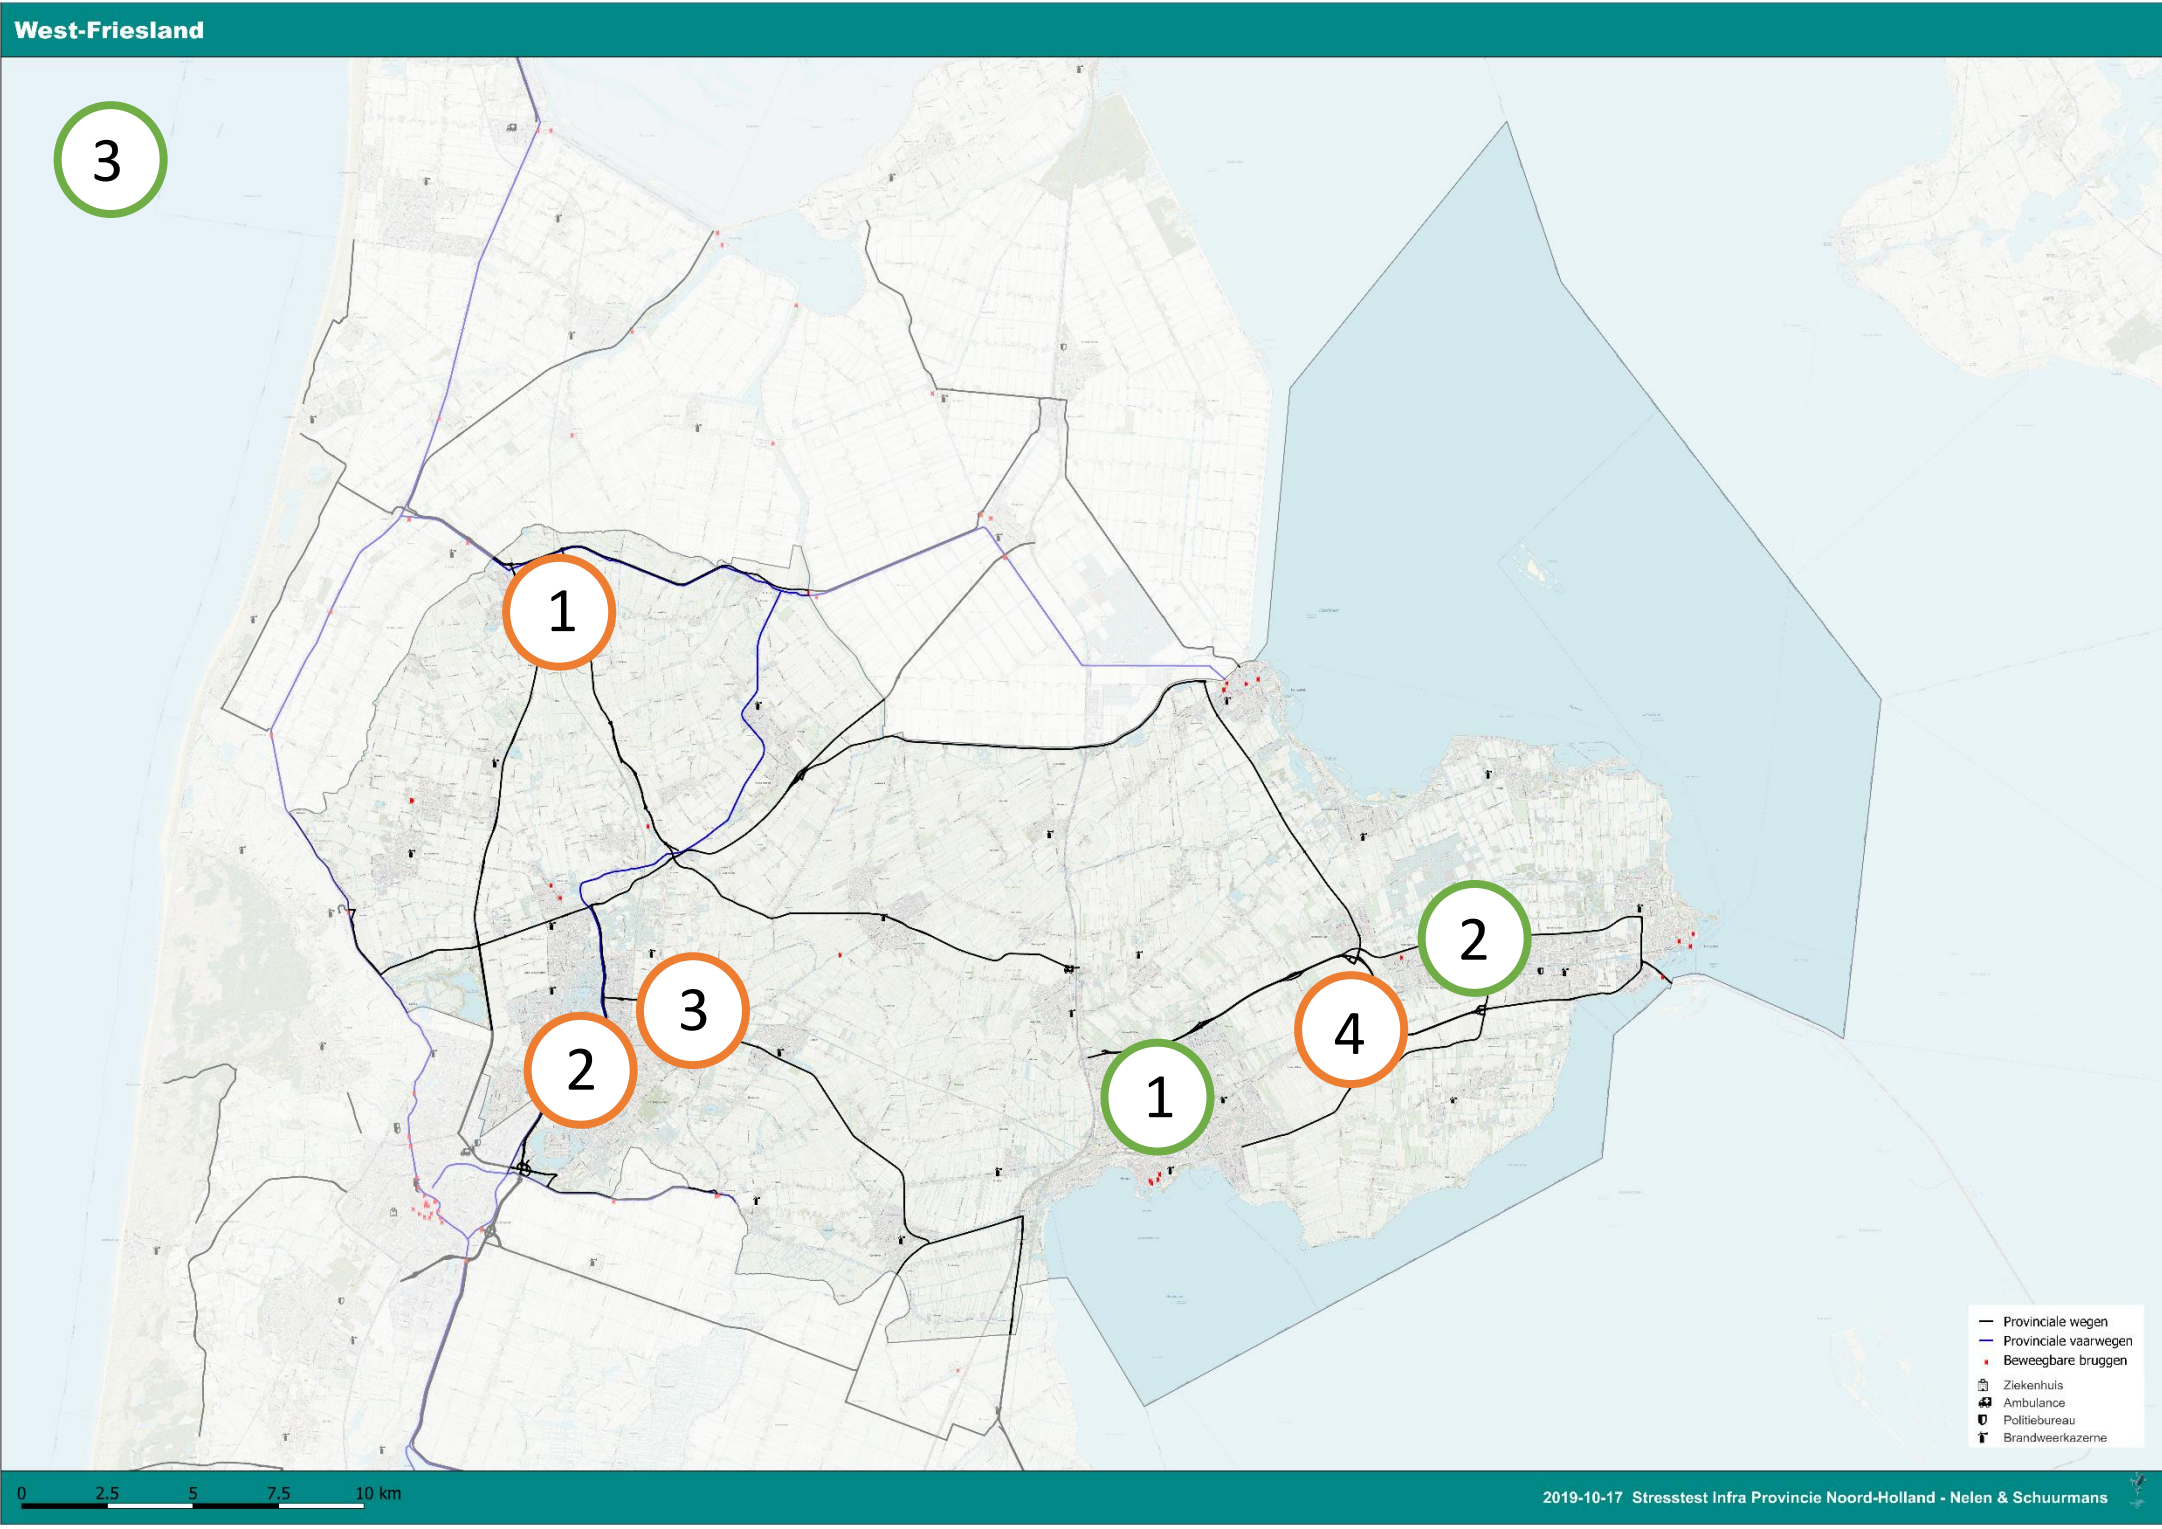 West-Friesland
3
1
2
3
2
4
1
Provinciale wegen
Provinciale vaarwegen
Beweegbare bruggen
Ziekenhuis
Ambulance
Politiebureau
Brandweerkazerne
0 2.5 5 7.5 10 km
2019-10-17 Stresstest Infra Provincie Noord-Holland - Nelen & Schuurmans